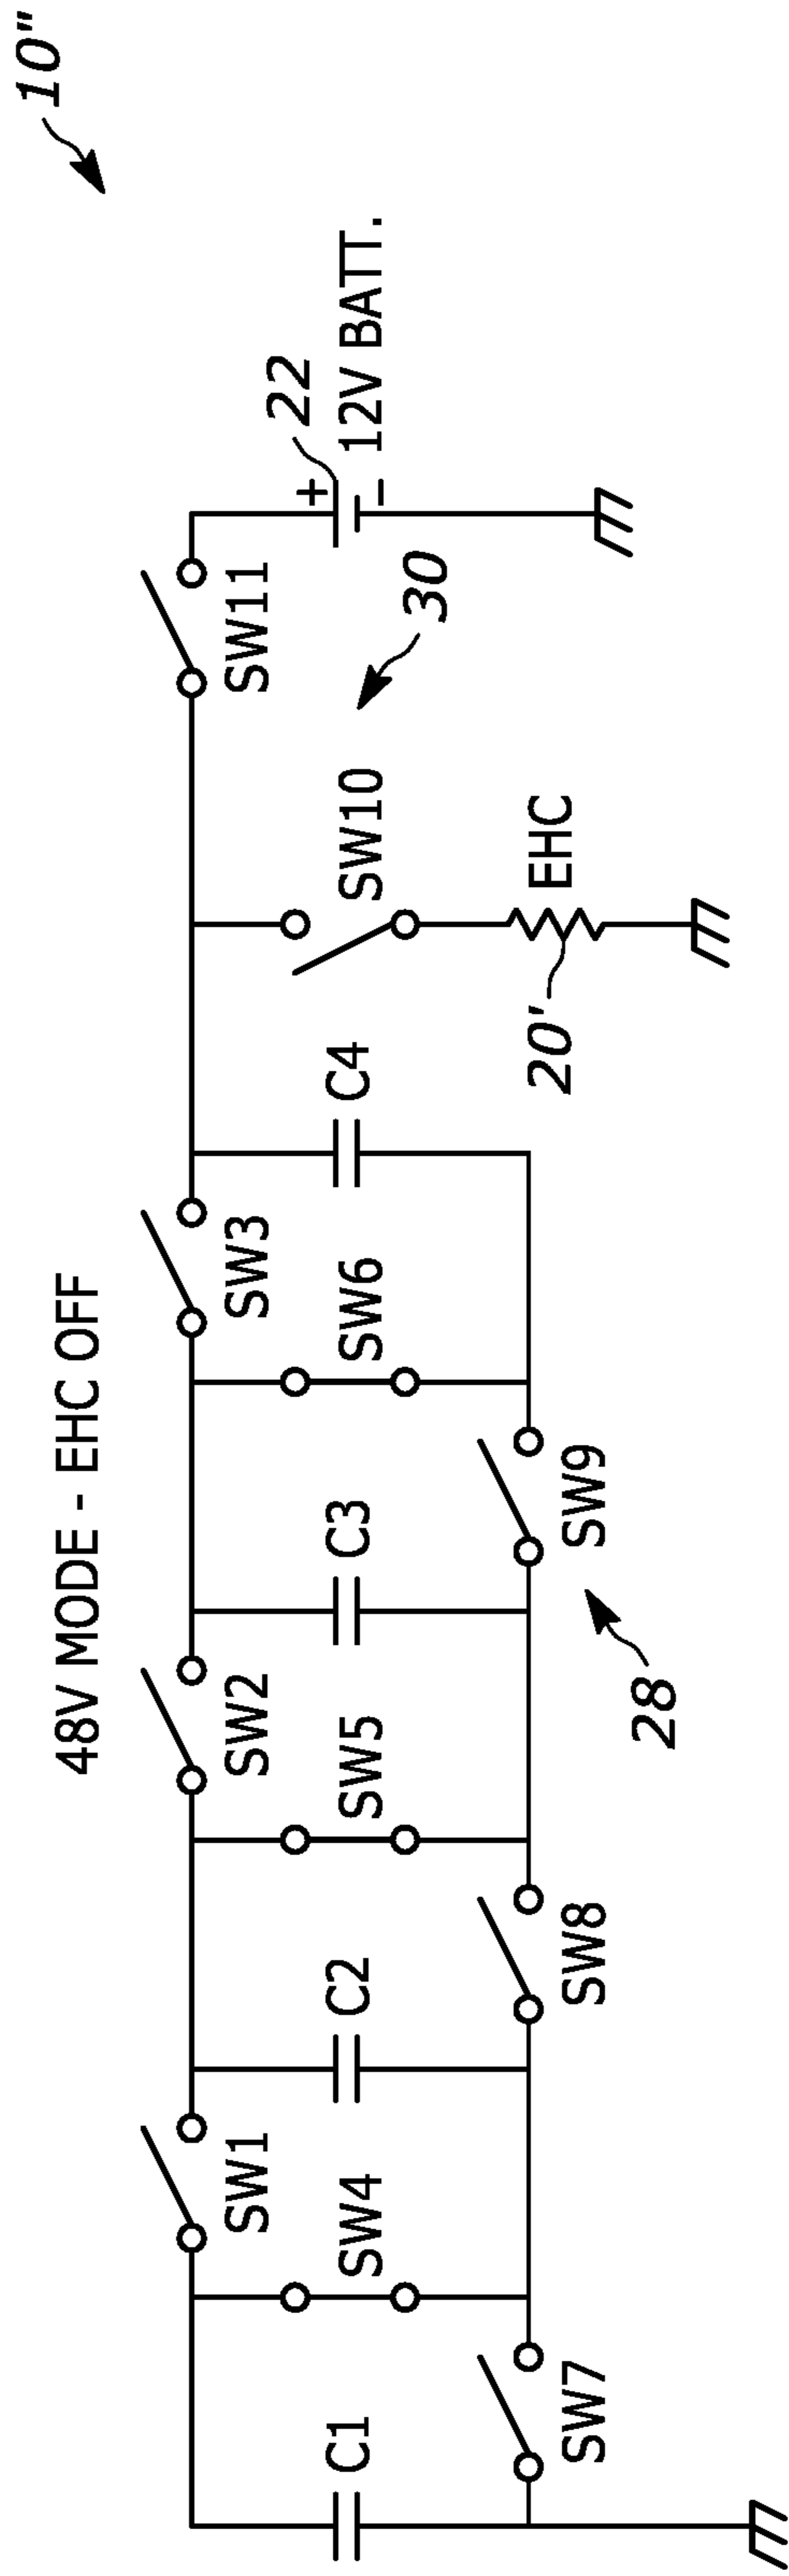 10"
48V MODE - EHC OFF
SW1
SW2
SW3
SW11
C1
SW4
C2
SW5
C3
SW6
C4
SW10
30
22
+
−
12V BATT.
SW7
SW8
SW9
20'
EHC
28